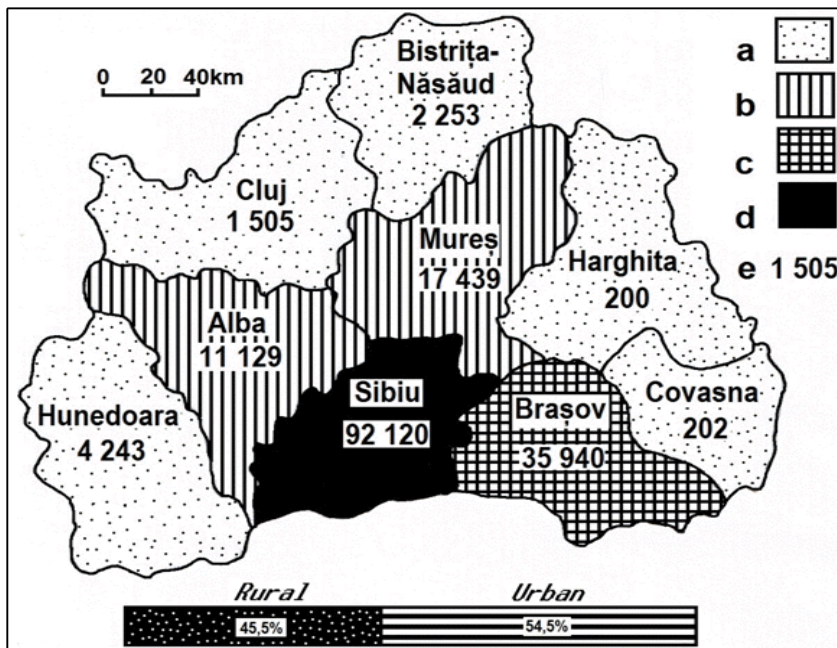 a
b
c
d
e 1 505
0 20 40km
Bistrița-
Năsăud
2 253
Cluj
1 505
Mureș
17 439
Harghita
200
Alba
11 129
Sibiu
92 120
Brașov
35 940
Covasna
202
Hunedoara
4 243
Rural Urban
45,5% 54,5%